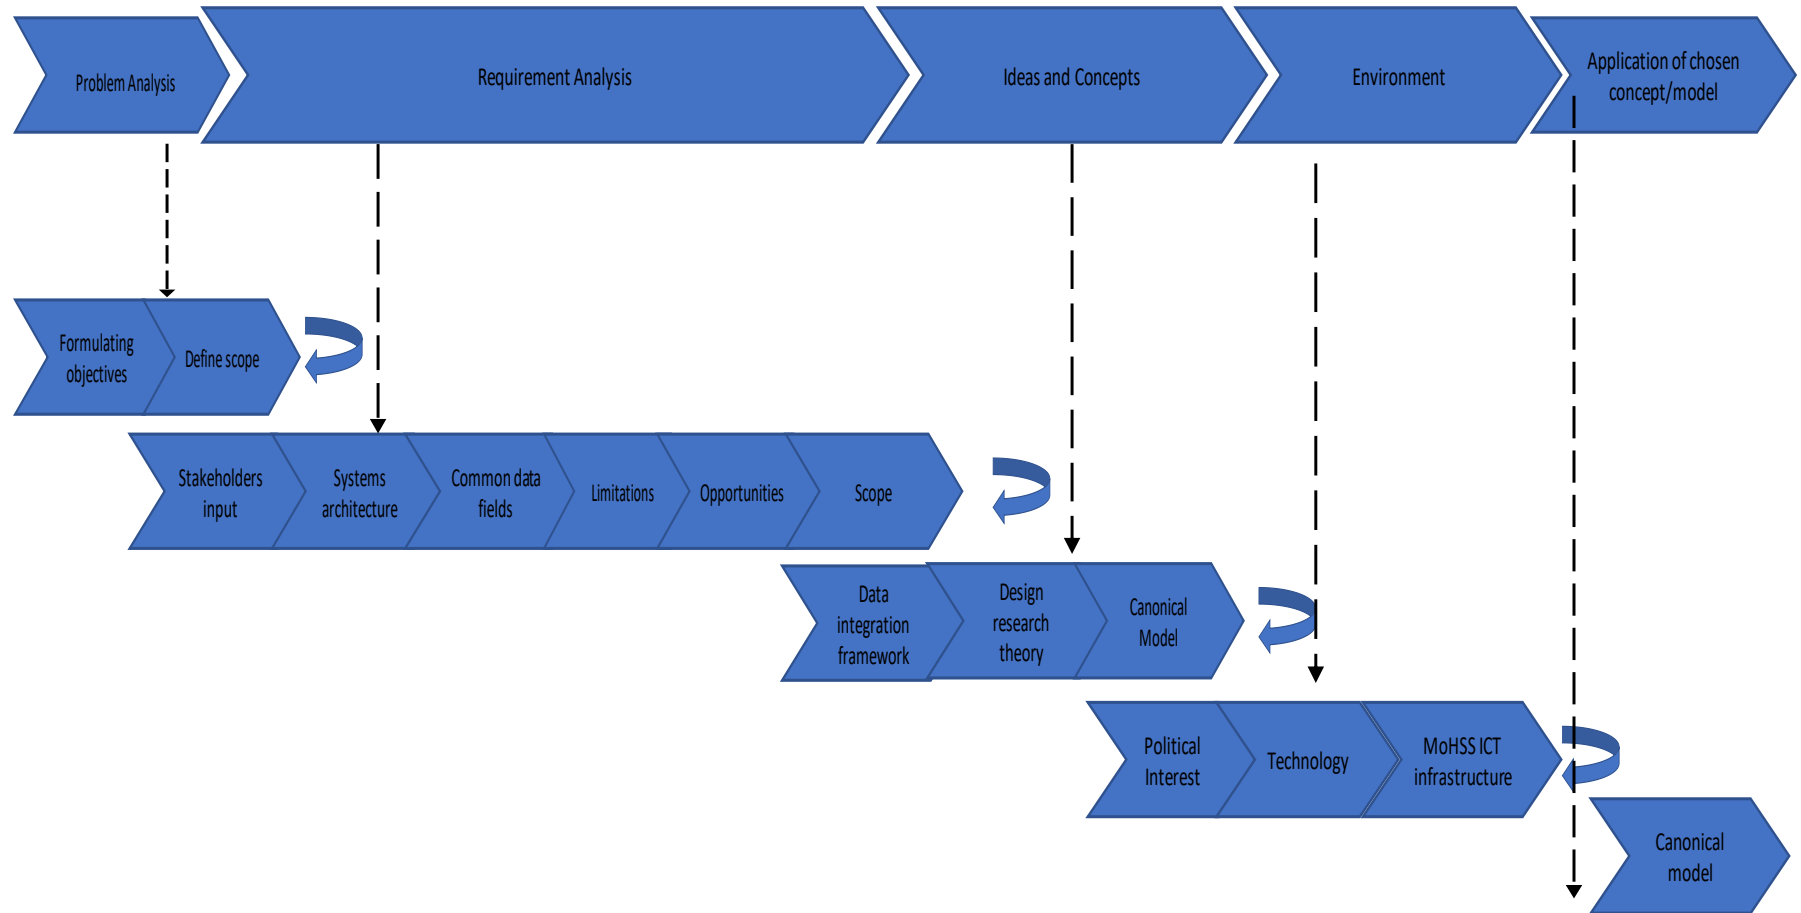 Problem Analysis
Requirement Analysis
Ideas and Concepts
Environment
Application of chosen
concept/model
Formulating
objectives
Define scope
Stakeholders
input
Systems
architecture
Common data
fields
Limitations
Opportunities
Scope
Data
integration
framework
Design
research
theory
Canonical
Model
Political
Interest
Technology
MoHSS ICT
infrastructure
Canonical
model